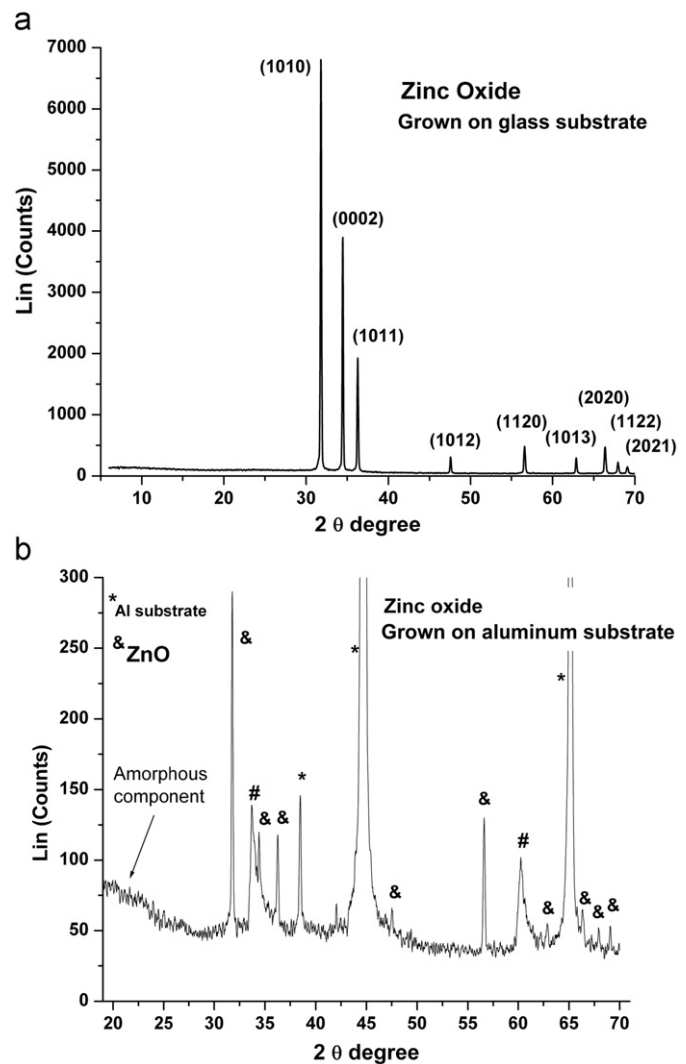 a
7000
6000
5000
4000
3000
2000
1000
0
Lin (Counts)
(1010)
(0002)
(1011)
(1012)
(1120)
(1013)
(2020)
(1122)
(2021)
Zinc Oxide
Grown on glass substrate
10 20 30 40 50 60 70
2 θ degree
b
300
250
200
150
100
50
0
Lin (Counts)
* Al substrate
& ZnO
Zinc oxide
Grown on aluminum substrate
Amorphous
component
&
#
&
&
*
*
&
&
#
&
*
&
&
&
20 25 30 35 40 45 50 55 60 65 70
2 θ degree